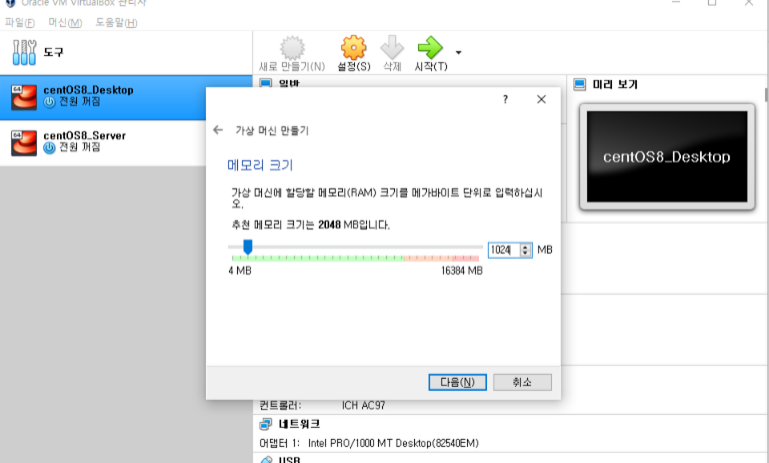 Oracle VM VirtualBox 관리자
파일(F) 머신(M) 도움말(H)
도구
새로 만들기(N) 설정(S) 삭제 시작(T)
64 centOS8_Desktop
전원 꺼짐
64 centOS8_Server
전원 꺼짐
일반
미리 보기
centOS8_Desktop
?
가상 머신 만들기
메모리 크기
가상 머신에 할당할 메모리(RAM) 크기를 메가바이트 단위로 입력하십시
오.
추천 메모리 크기는 2048 MB입니다.
1024 MB
4 MB 16384 MB
다음(N) 취소
컨트롤러: ICH AC97
네트워크
어댑터 1: Intel PRO/1000 MT Desktop(82540EM)
USB